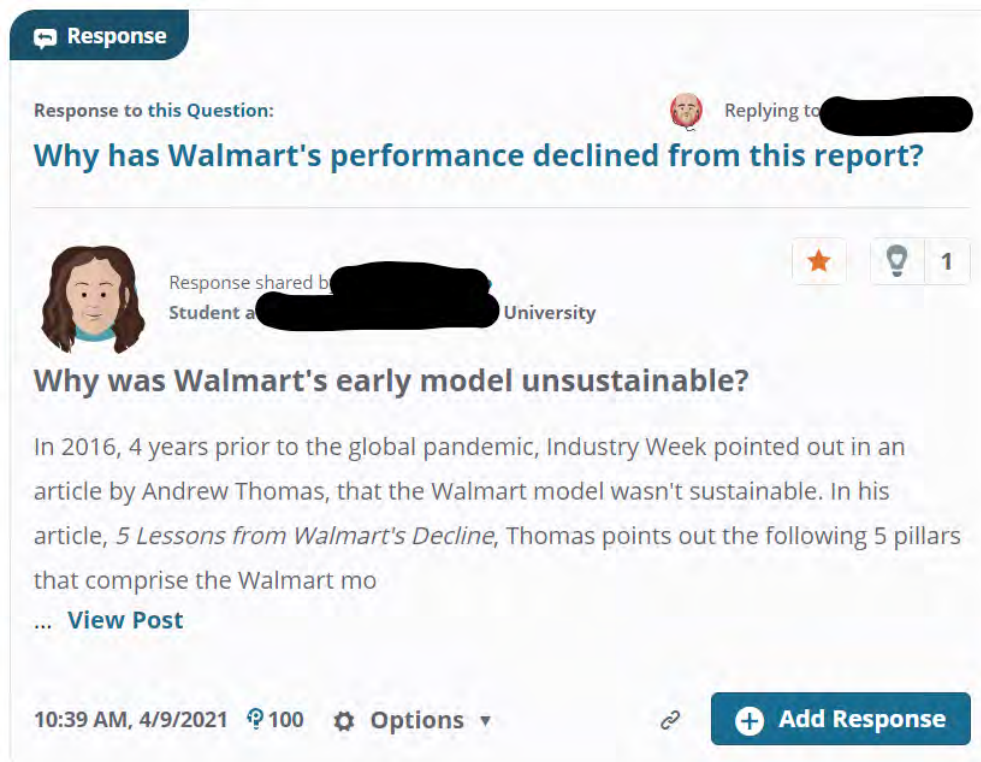 Response
Response to this Question:
Replying to
Why has Walmart's performance declined from this report?
1
Response shared b
Student a University
Why was Walmart's early model unsustainable?
In 2016, 4 years prior to the global pandemic, Industry Week pointed out in an
article by Andrew Thomas, that the Walmart model wasn't sustainable. In his
article, 5 Lessons from Walmart's Decline, Thomas points out the following 5 pillars
that comprise the Walmart mo
... View Post
10:39 AM, 4/9/2021 100 Options Add Response